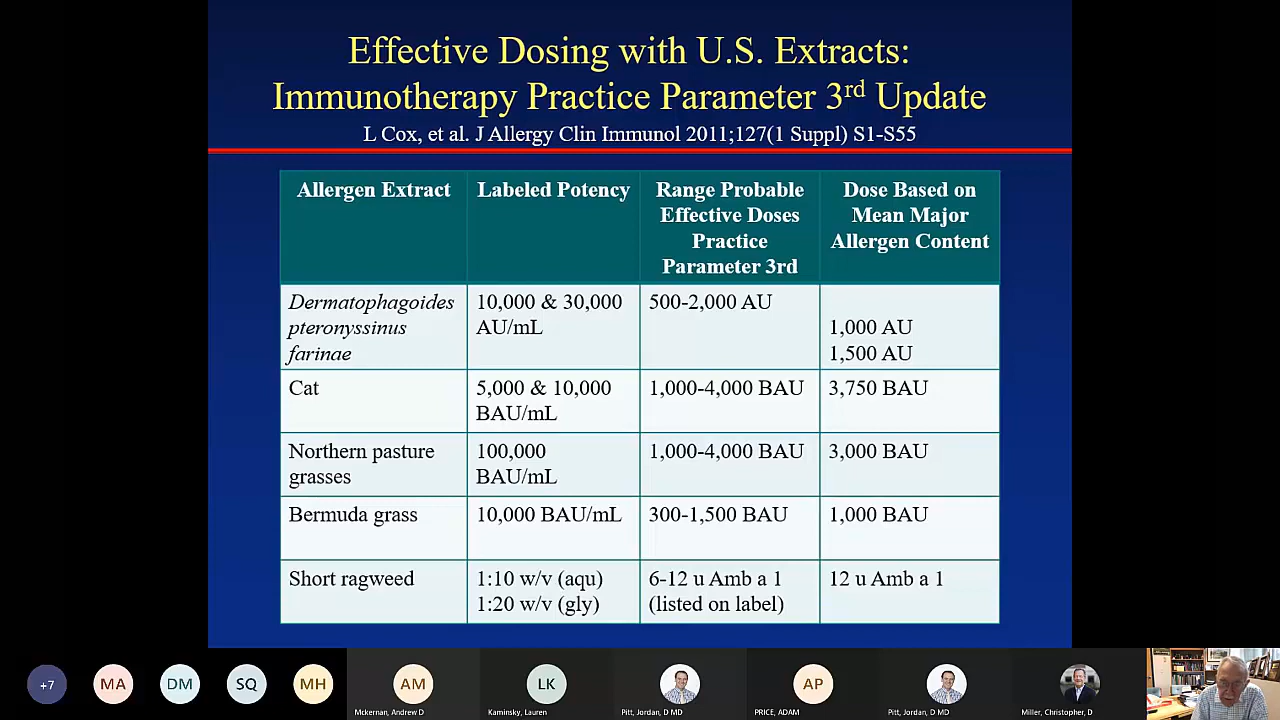 Effective Dosing with U.S. Extracts:
Immunotherapy Practice Parameter 3rd Update
L Cox, et al. J Allergy Clin Immunol 2011;127(1 Suppl) S1-S55
Allergen Extract
Labeled Potency
Range Probable
Effective Doses
Practice
Parameter 3rd
Dose Based on
Mean Major
Allergen Content
Dermatophagoides
pteronyssinus
farinae
10,000 & 30,000
AU/mL
500-2,000 AU
1,000 AU
1,500 AU
Cat
5,000 & 10,000
BAU/mL
1,000-4,000 BAU
3,750 BAU
Northern pasture
grasses
100,000
BAU/mL
1,000-4,000 BAU
3,000 BAU
Bermuda grass
10,000 BAU/mL
300-1,500 BAU
1,000 BAU
Short ragweed
1:10 w/v (aqu)
1:20 w/v (gly)
6-12 u Amb a 1
(listed on label)
12 u Amb a 1
+7
MA
DM
SQ
MH
AM
Mckernan, Andrew D
LK
Kaminsky, Lauren
Pitt, Jordan D MD
AP
PRICE, ADAM
Pitt, Jordan D MD
Miller, Christopher, D